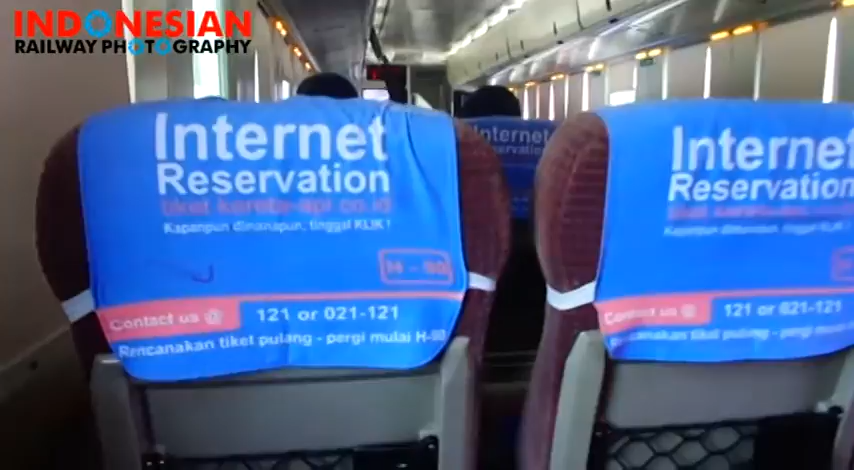 INDONESIAN
RAILWAY PHOTOGRAPHY
Internet
Reservation
tiket.kereta-api.co.id
Kapanpun dimanapun, tinggal KLIK !
H - 90
Contact us @
121 or 021-121
Rencanakan tiket pulang - pergi mulai H-90
Internet
Reservation
Internet
Reservation
Kapanpun dimanapun, tinggal KLIK !
Contact us @
121 or 021-121
Rencanakan tiket pulang - pergi mulai